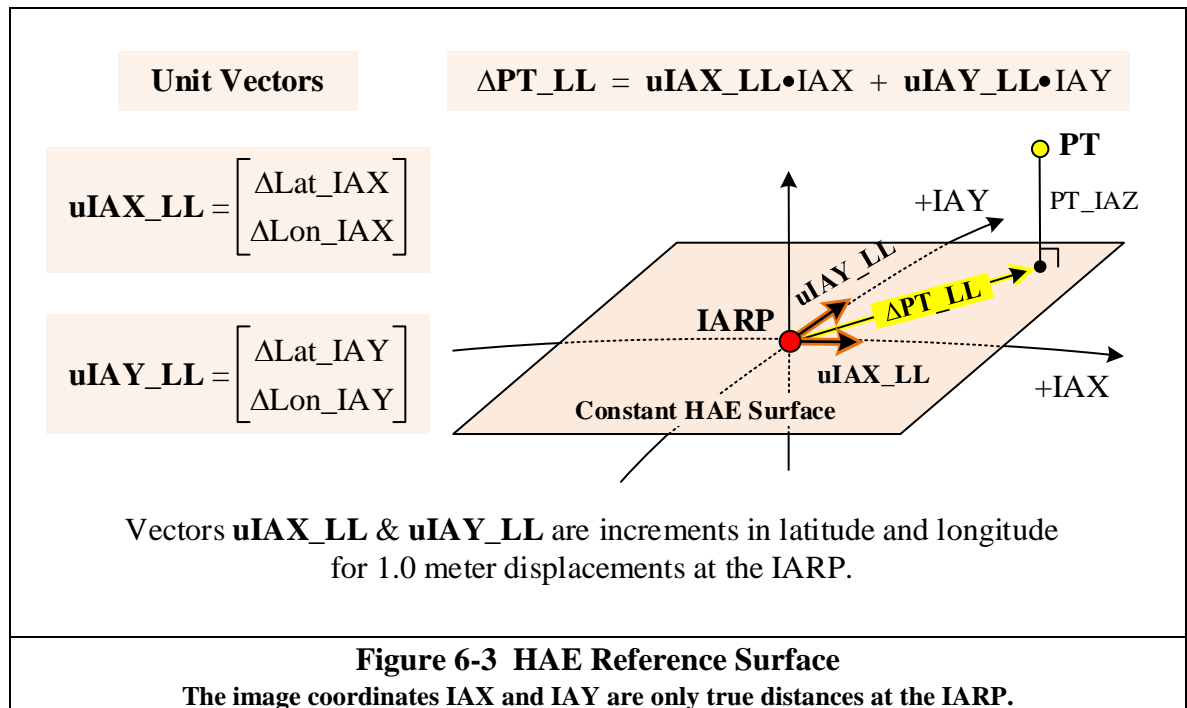 Unit Vectors
ΔPT_LL = uIAX_LL•IAX + uIAY_LL•IAY
uIAX_LL = [ΔLat_IAX
ΔLon_IAX]
uIAY_LL = [ΔLat_IAY
ΔLon_IAY]
PT
PT_IAZ
+IAY
uIAY_LL
ΔPT_LL
IARP
uIAX_LL
+IAX
Constant HAE Surface
Vectors uIAX_LL & uIAY_LL are increments in latitude and longitude
for 1.0 meter displacements at the IARP.
Figure 6-3 HAE Reference Surface
The image coordinates IAX and IAY are only true distances at the IARP.